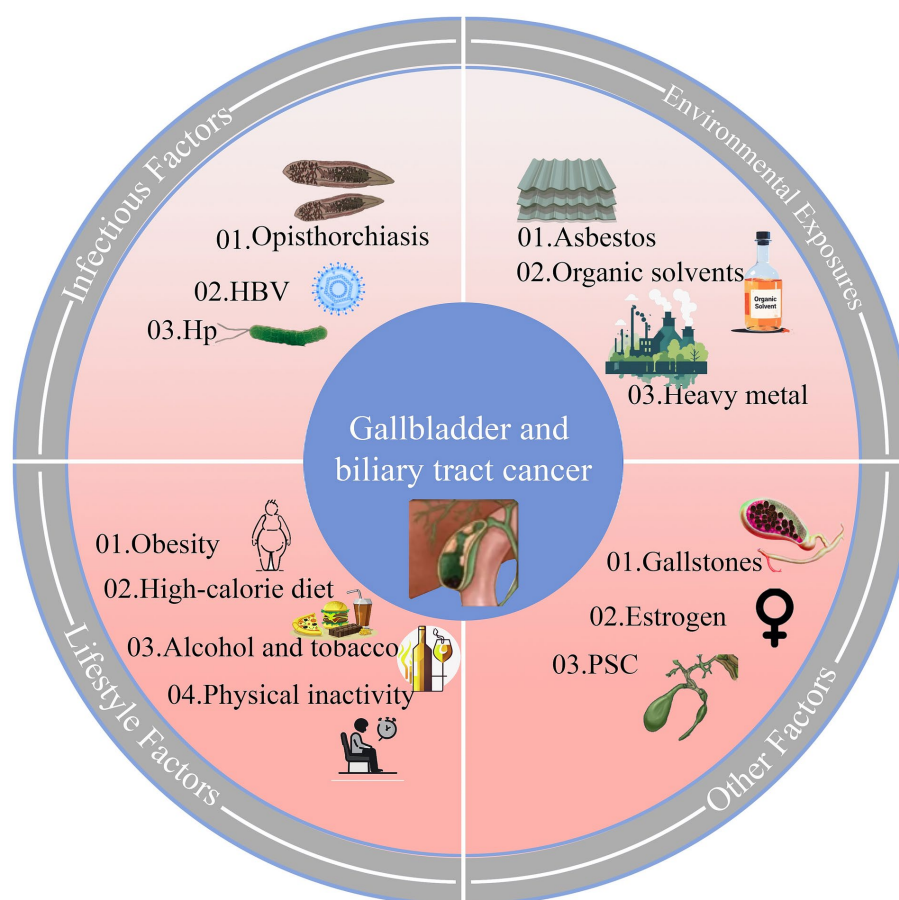 Infectious Factors
01.Opisthorchiasis
02.HBV
03.Hp
Environmental Exposures
01.Asbestos
02.Organic solvents
Organic
Solvent
03.Heavy metal
Gallbladder and
biliary tract cancer
Lifestyle Factors
01.Obesity
02.High-calorie diet
03.Alcohol and tobacco
04.Physical inactivity
Other Factors
01.Gallstones
02.Estrogen
03.PSC